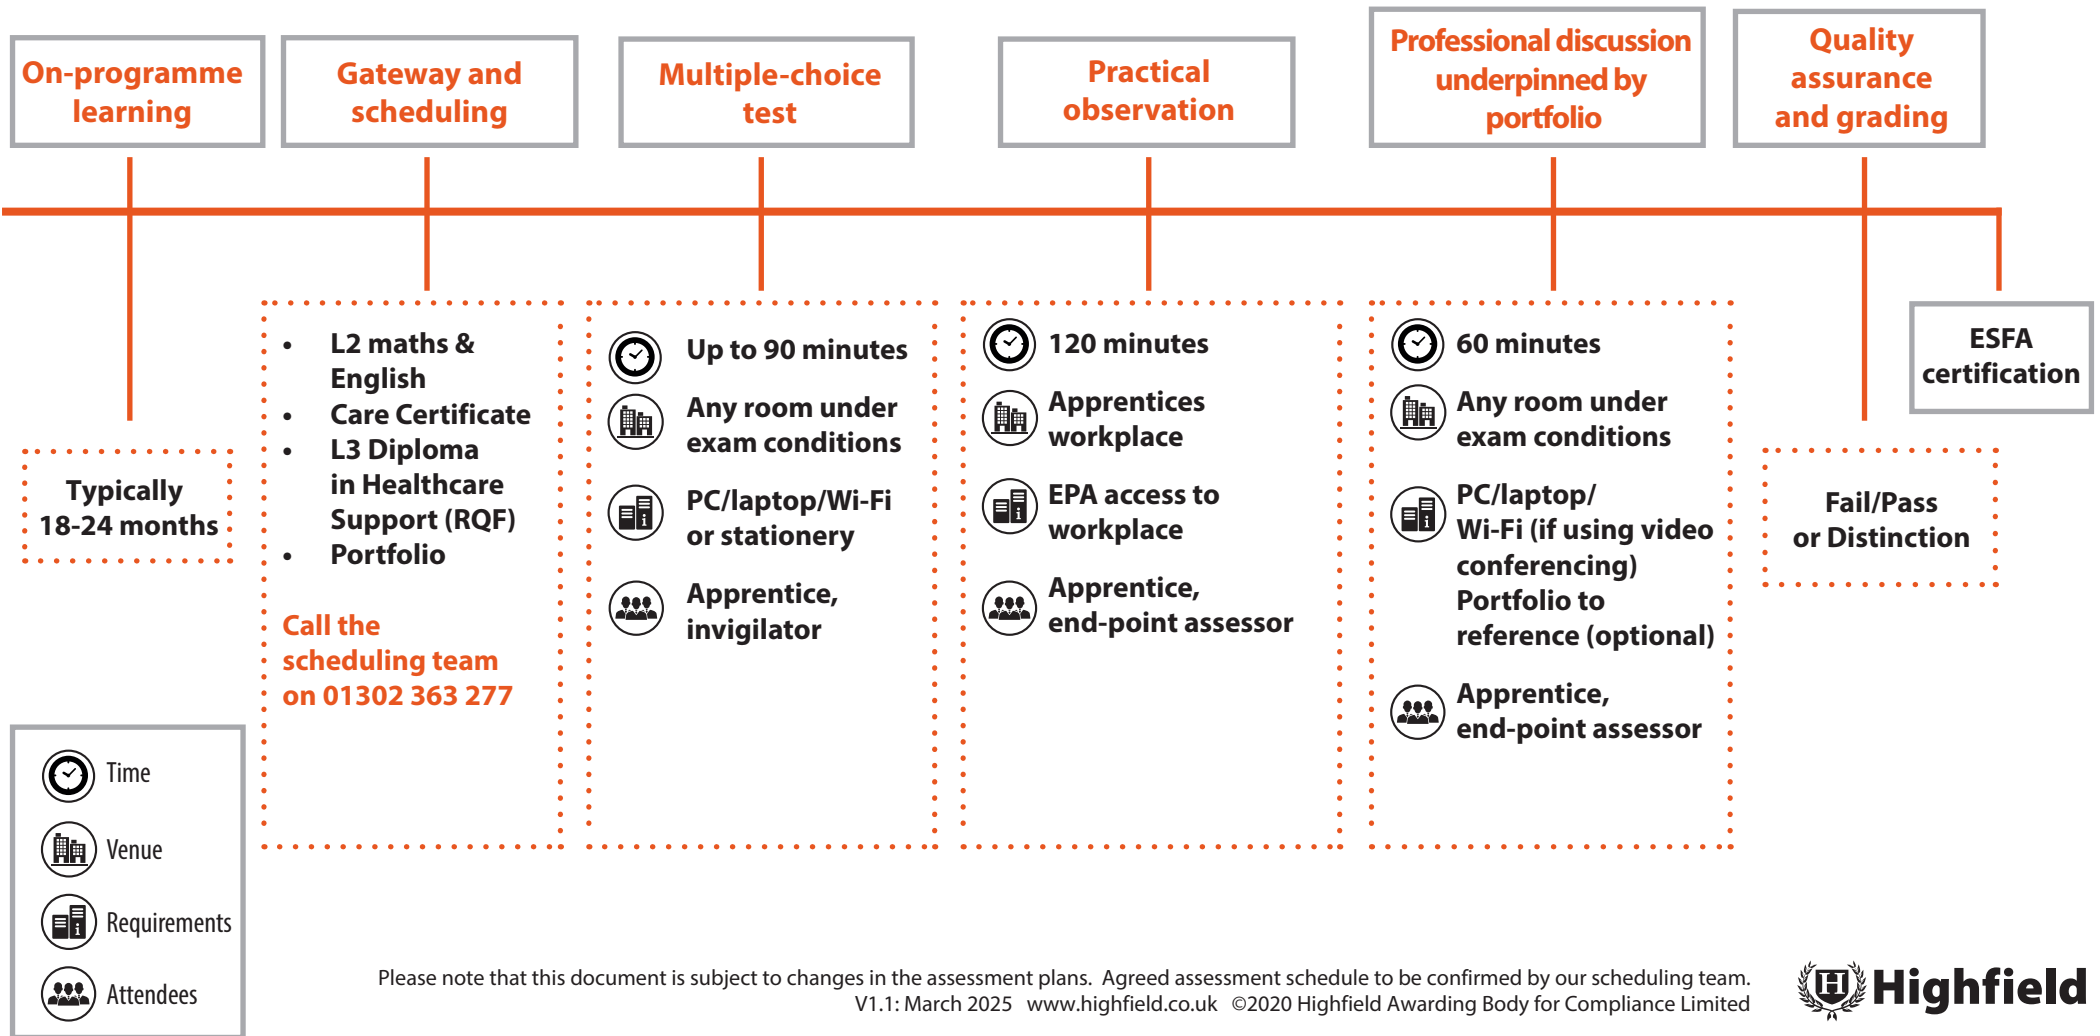 On-programme
learning
Gateway and
scheduling
Multiple-choice
test
Practical
observation
Professional discussion
underpinned by
portfolio
Quality
assurance
and grading
Typically
18-24 months
• L2 maths &
English
• Care Certificate
• L3 Diploma
in Healthcare
Support (RQF)
• Portfolio
Call the
scheduling team
on 01302 363 277
Up to 90 minutes
Any room under
exam conditions
PC/laptop/Wi-Fi
or stationery
Apprentice,
invigilator
120 minutes
Apprentices
workplace
EPA access to
workplace
Apprentice,
end-point assessor
60 minutes
Any room under
exam conditions
PC/laptop/
Wi-Fi (if using video
conferencing)
Portfolio to
reference (optional)
Apprentice,
end-point assessor
Fail/Pass
or Distinction
ESFA
certification
Time
Venue
Requirements
Attendees
Please note that this document is subject to changes in the assessment plans. Agreed assessment schedule to be confirmed by our scheduling team.
V1.1: March 2025 www.highfield.co.uk ©2020 Highfield Awarding Body for Compliance Limited
H Highfield